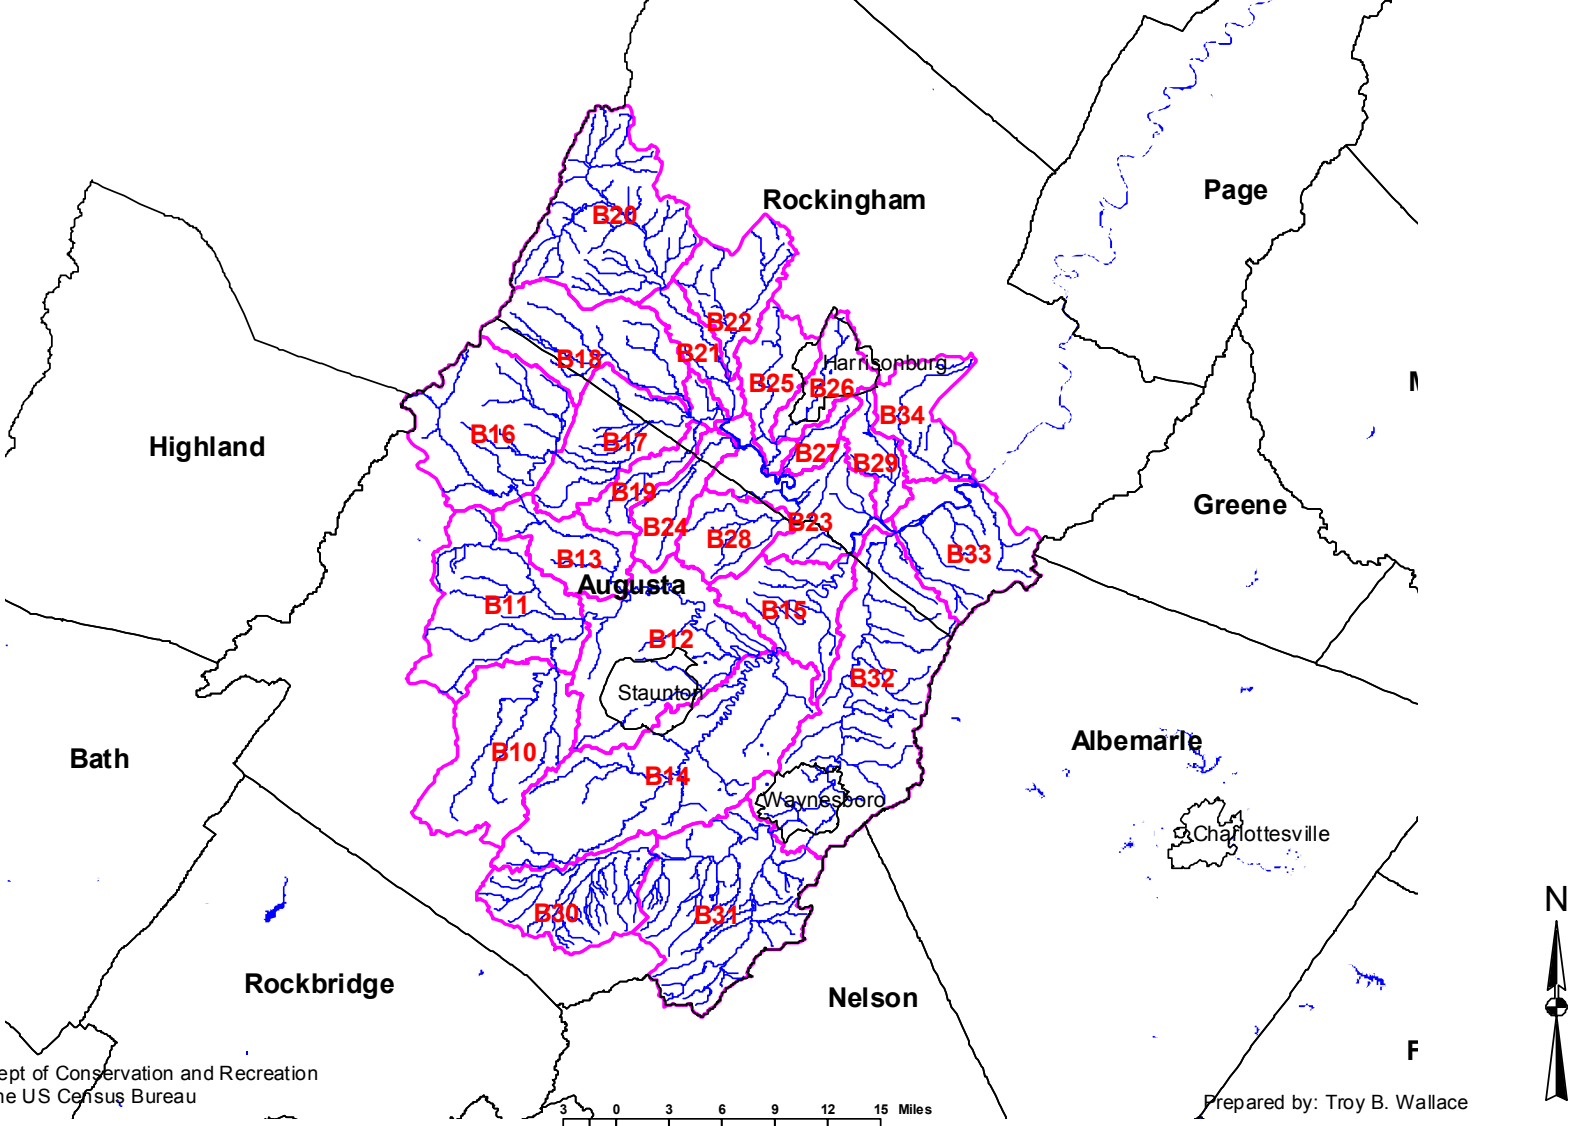 Page
Rockingham
B20
B22
B21
B18
Harrisonburg
B25
B26
B34
B16
B17
Highland
B27
B29
B19
Greene
B24
B23
B28
B13
B33
Augusta
B11
B15
B12
B32
Staunton
Albemarle
B10
Bath
B14
Waynesboro
Charlottesville
N
B30
B31
Rockbridge
Nelson
F
ept of Conservation and Recreation
he US Census Bureau
3 0 3 6 9 12 15 Miles
Prepared by: Troy B. Wallace